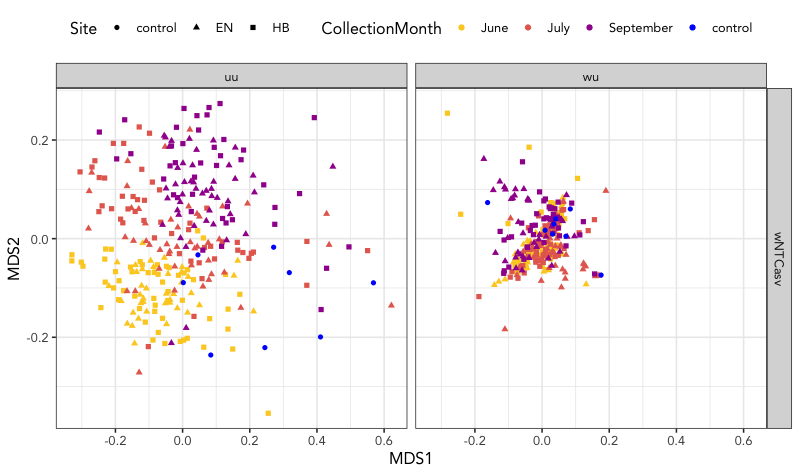 Site control EN HB CollectionMonth June July September control
uu wu
wNTCasv
MDS2
0.2
0.0
-0.2
-0.2 0.0 0.2 0.4 0.6 -0.2 0.0 0.2 0.4 0.6
MDS1